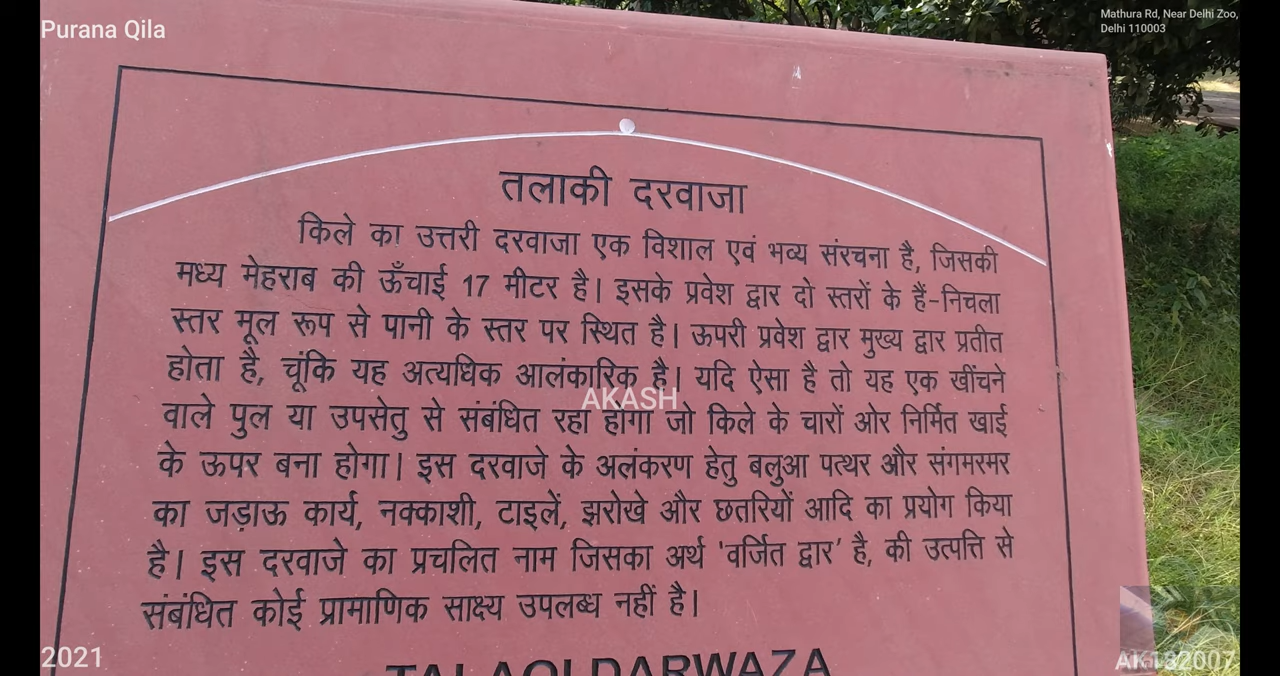 Purana Qila
Mathura Rd, Near Delhi Zoo,
Delhi 110003
तलाकी दरवाजा
किले का उत्तरी दरवाजा एक विशाल एवं भव्य संरचना है, जिसकी
मध्य मेहराब की ऊँचाई 17 मीटर है। इसके प्रवेश द्वार दो स्तरों के हैं-निचला
स्तर मूल रूप से पानी के स्तर पर स्थित है। ऊपरी प्रवेश द्वार मुख्य द्वार प्रतीत
होता है, चूंकि यह अत्यधिक आलंकारिक है। यदि ऐसा है तो यह एक खींचने
AKASH
वाले पुल या उपसेतु से संबंधित रहा होगा जो किले के चारों ओर निर्मित खाई
के ऊपर बना होगा। इस दरवाजे के अलंकरण हेतु बलुआ पत्थर और संगमरमर
का जड़ाऊ कार्य, नक्काशी, टाइलें, झरोखे और छतरियों आदि का प्रयोग किया
है। इस दरवाजे का प्रचलित नाम जिसका अर्थ 'वर्जित द्वार' है, की उत्पत्ति से
संबंधित कोई प्रामाणिक साक्ष्य उपलब्ध नहीं है।
TALAQI DARWAZA
2021
AK182007